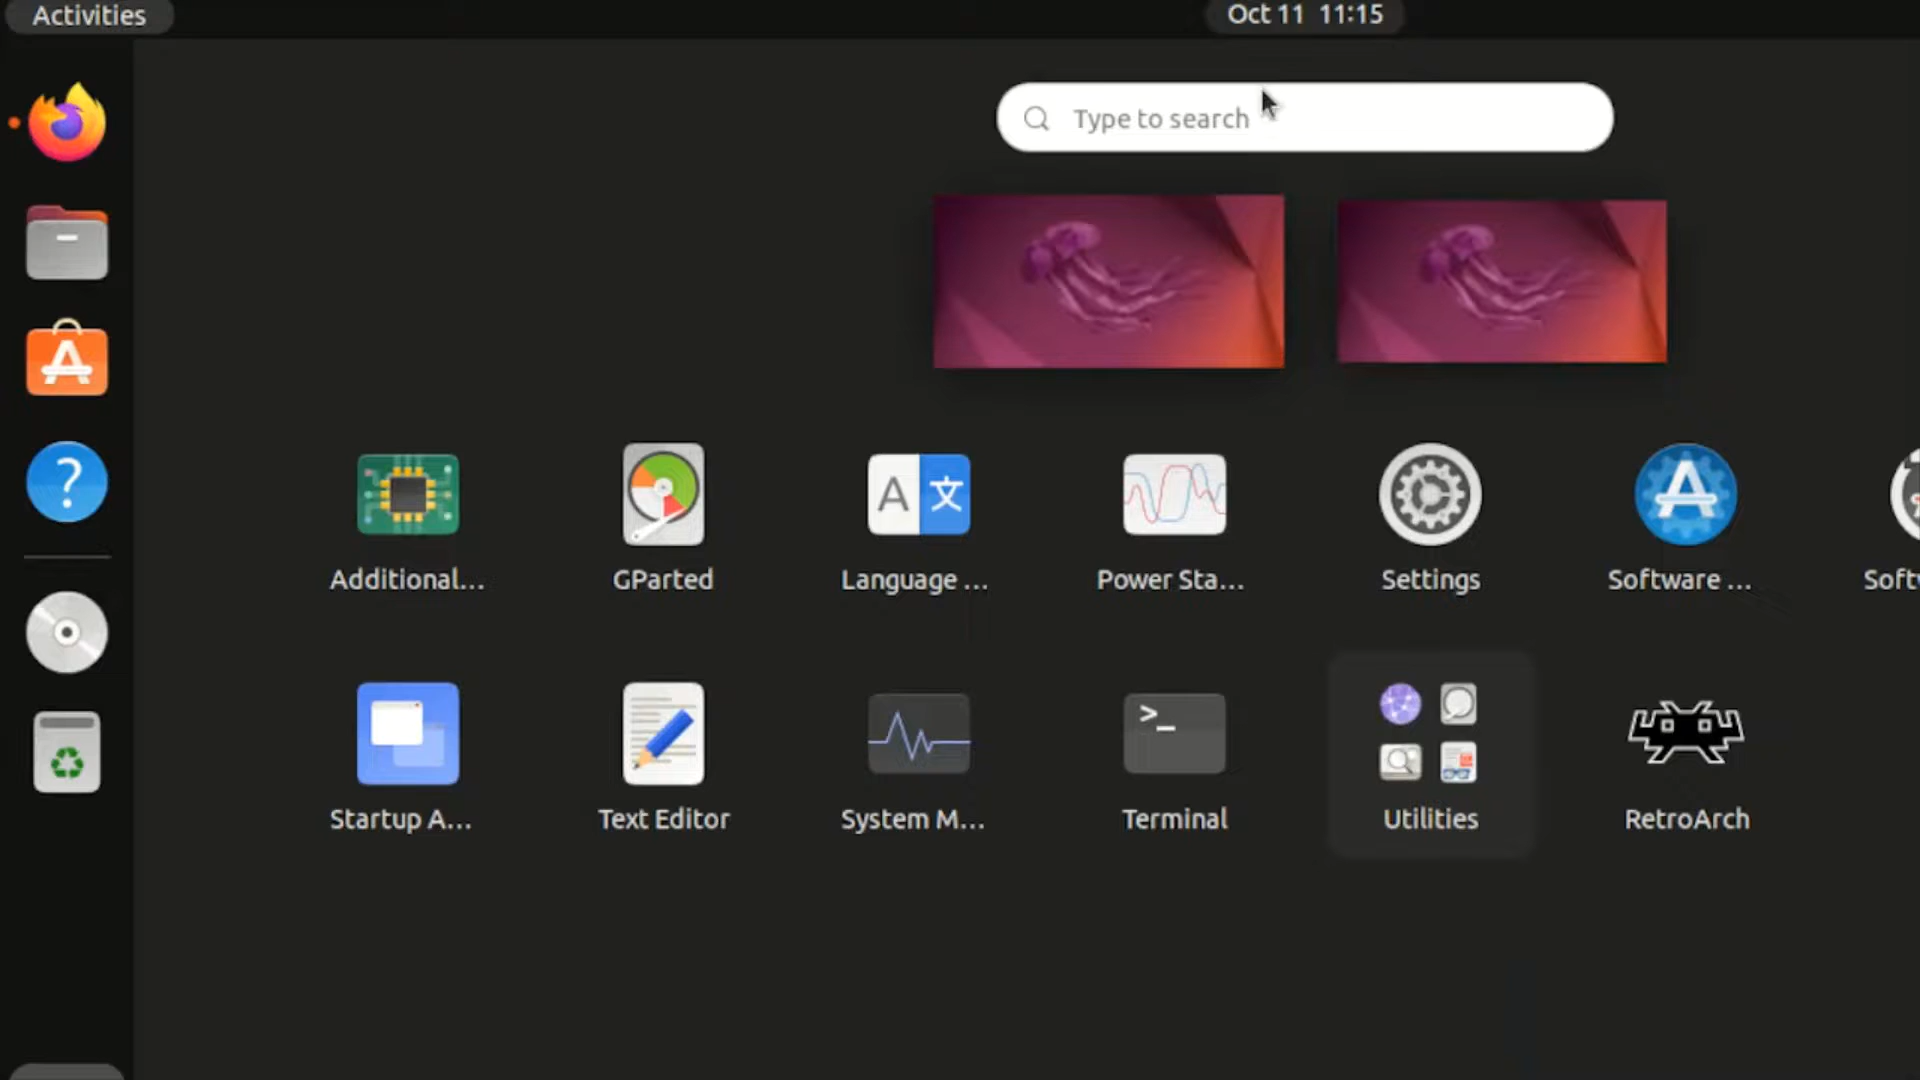 Activities
Oct 11 11:15
Type to search
Additional...
GParted
Language ...
Power Sta...
Settings
Software ...
Softw
Startup A...
Text Editor
System M...
Terminal
Utilities
RetroArch